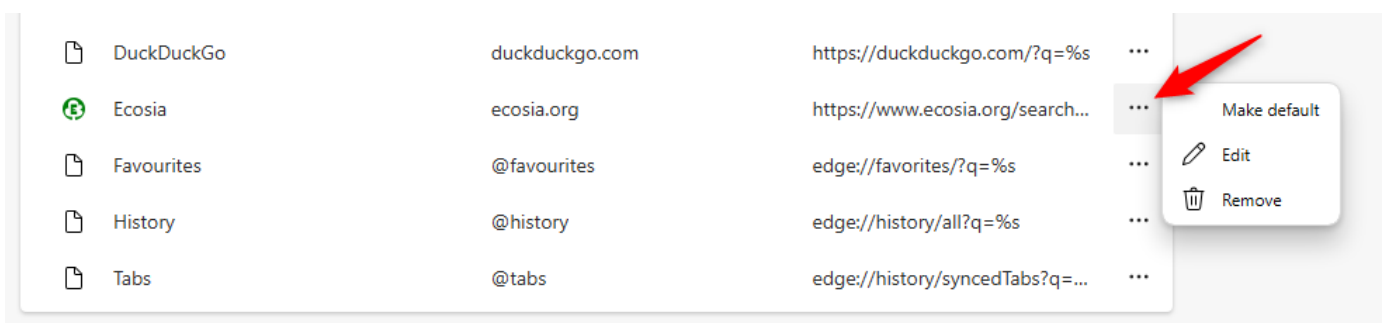 DuckDuckGo duckduckgo.com https://duckduckgo.com/?q=%s ...
Ecosia ecosia.org https://www.ecosia.org/search... ...
Make default
Favourites @favourites edge://favorites/?q=%s ...
Edit
History @history edge://history/all?q=%s ...
Remove
Tabs @tabs edge://history/syncedTabs?q=... ...